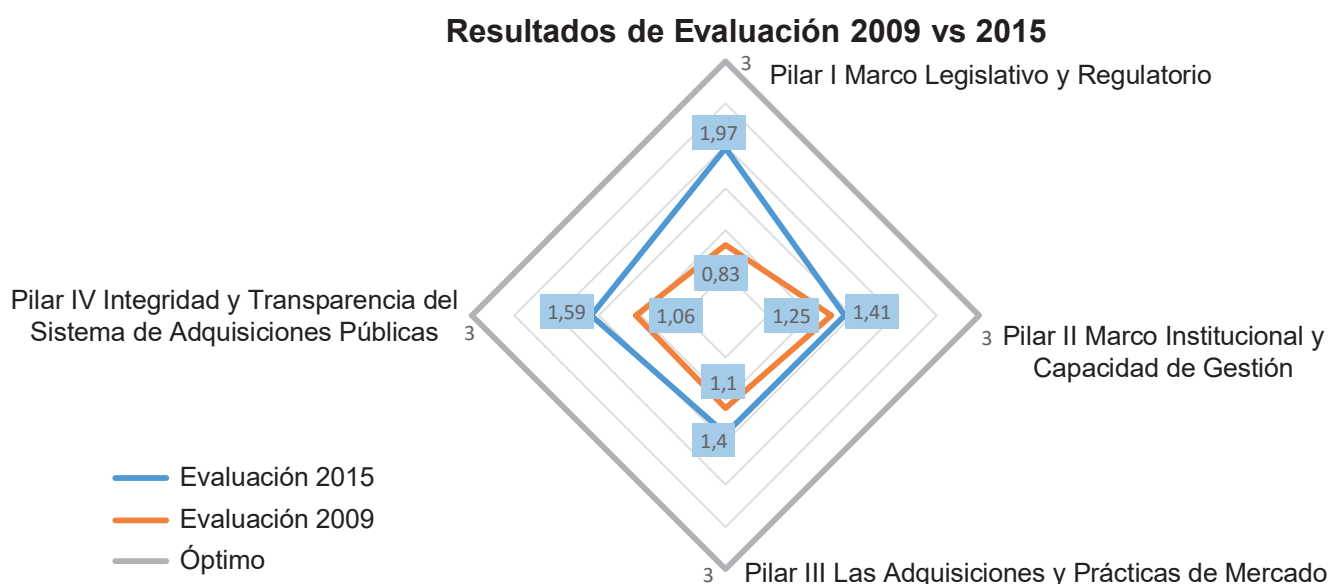 Resultados de Evaluación 2009 vs 2015
3
Pilar I Marco Legislativo y Regulatorio
1,97
0,83
Pilar IV Integridad y Transparencia del
Sistema de Adquisiciones Públicas
3
1,59
1,06
1,25
1,41
3
Pilar II Marco Institucional y
Capacidad de Gestión
1,1
1,4
Evaluación 2015
Evaluación 2009
Óptimo
3
Pilar III Las Adquisiciones y Prácticas de Mercado